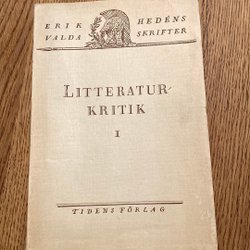 ERIK HEDÉNS
VALDA SKRIFTER
LITTERATUR-
KRITIK
I
TIDENS FÖRLAG